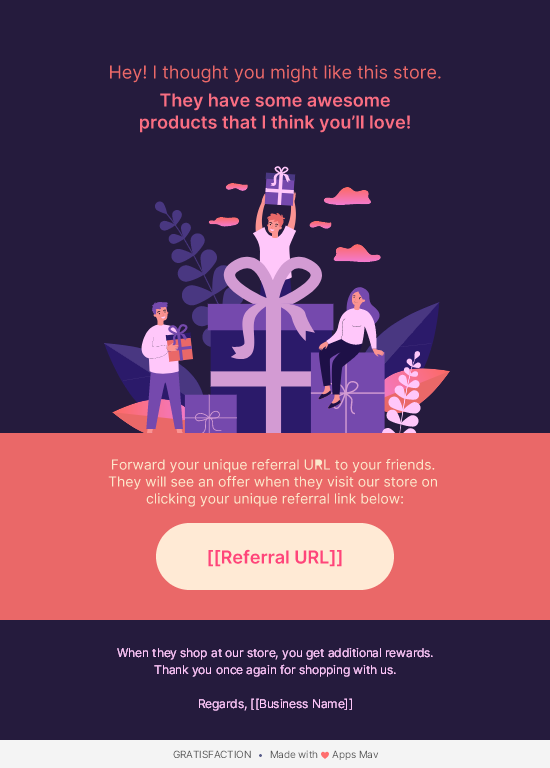 Hey! I thought you might like this store.
They have some awesome
products that I think you'll love!
Forward your unique referral URL to your friends.
They will see an offer when they visit our store on
clicking your unique referral link below:
[[Referral URL]]
When they shop at our store, you get additional rewards.
Thank you once again for shopping with us.
Regards, [[Business Name]]
GRATISFACTION • Made with ❤ Apps Mav